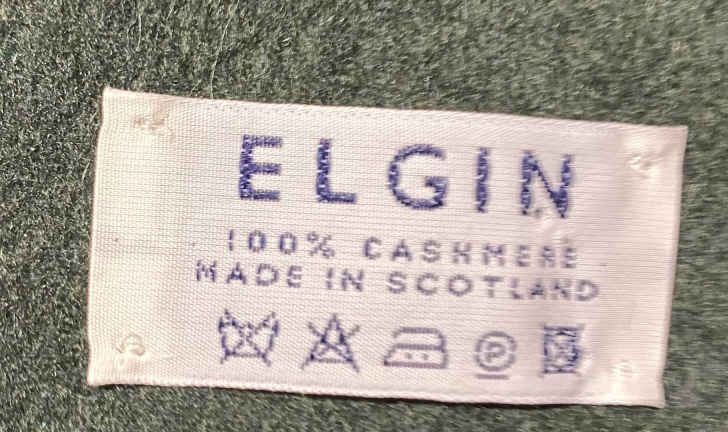 ELGIN
100% CASHMERE
MADE IN SCOTLAND
P